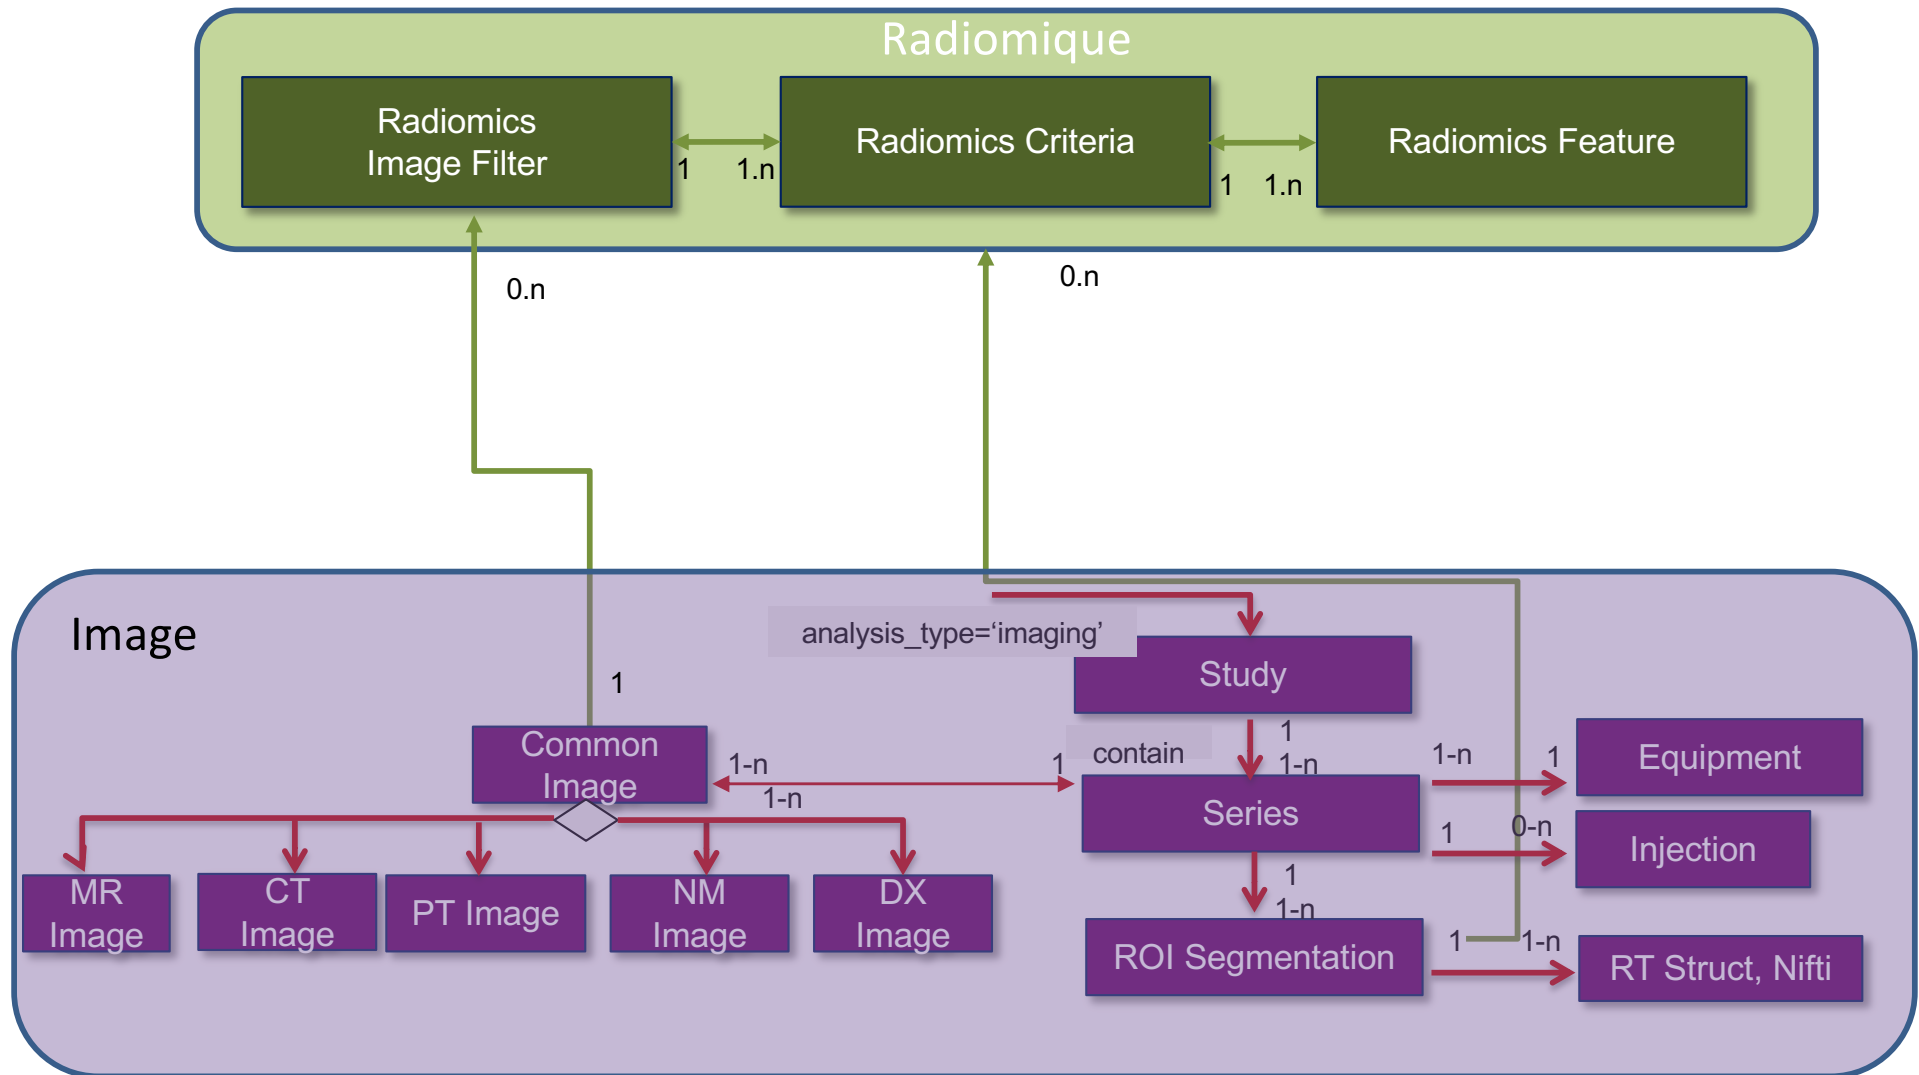 Radiomique
Radiomics
Image Filter
1
1.n
Radiomics Criteria
1
1.n
Radiomics Feature
0.n
0.n
Image
analysis_type=‘imaging’
Study
1
1
contain
1-n
Common
Image
1-n
1-n
1
Series
1-n
1
Equipment
1
0-n
Injection
1
1-n
MR
Image
CT
Image
PT Image
NM
Image
DX
Image
ROI Segmentation
1
1-n
RT Struct, Nifti